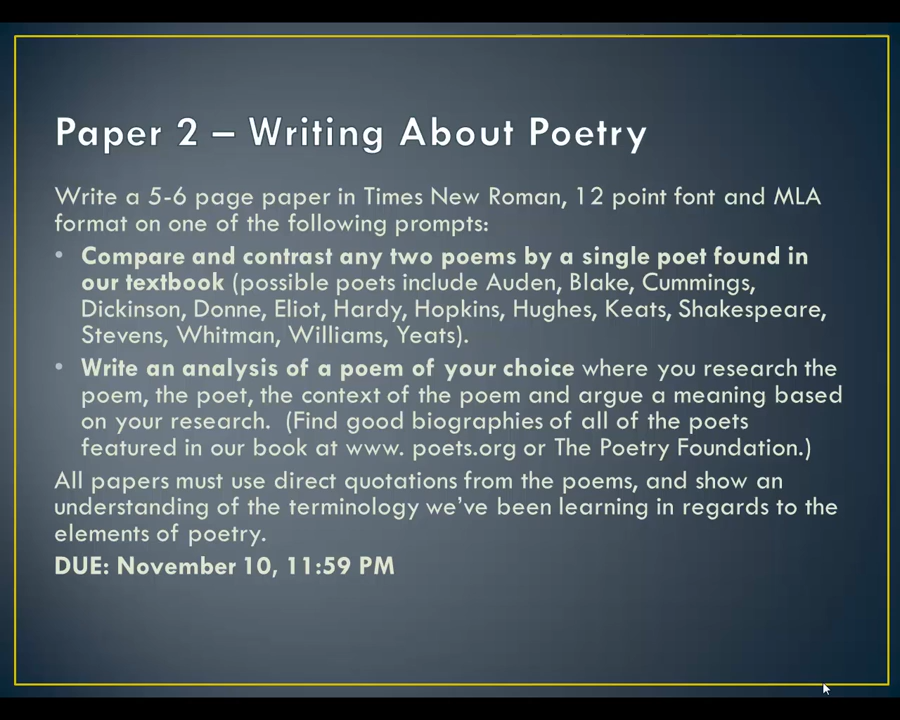 Paper 2 – Writing About Poetry
Write a 5-6 page paper in Times New Roman, 12 point font and MLA
format on one of the following prompts:
• Compare and contrast any two poems by a single poet found in
our textbook (possible poets include Auden, Blake, Cummings,
Dickinson, Donne, Eliot, Hardy, Hopkins, Hughes, Keats, Shakespeare,
Stevens, Whitman, Williams, Yeats).
• Write an analysis of a poem of your choice where you research the
poem, the poet, the context of the poem and argue a meaning based
on your research. (Find good biographies of all of the poets
featured in our book at www. poets.org or The Poetry Foundation.)
All papers must use direct quotations from the poems, and show an
understanding of the terminology we’ve been learning in regards to the
elements of poetry.
DUE: November 10, 11:59 PM